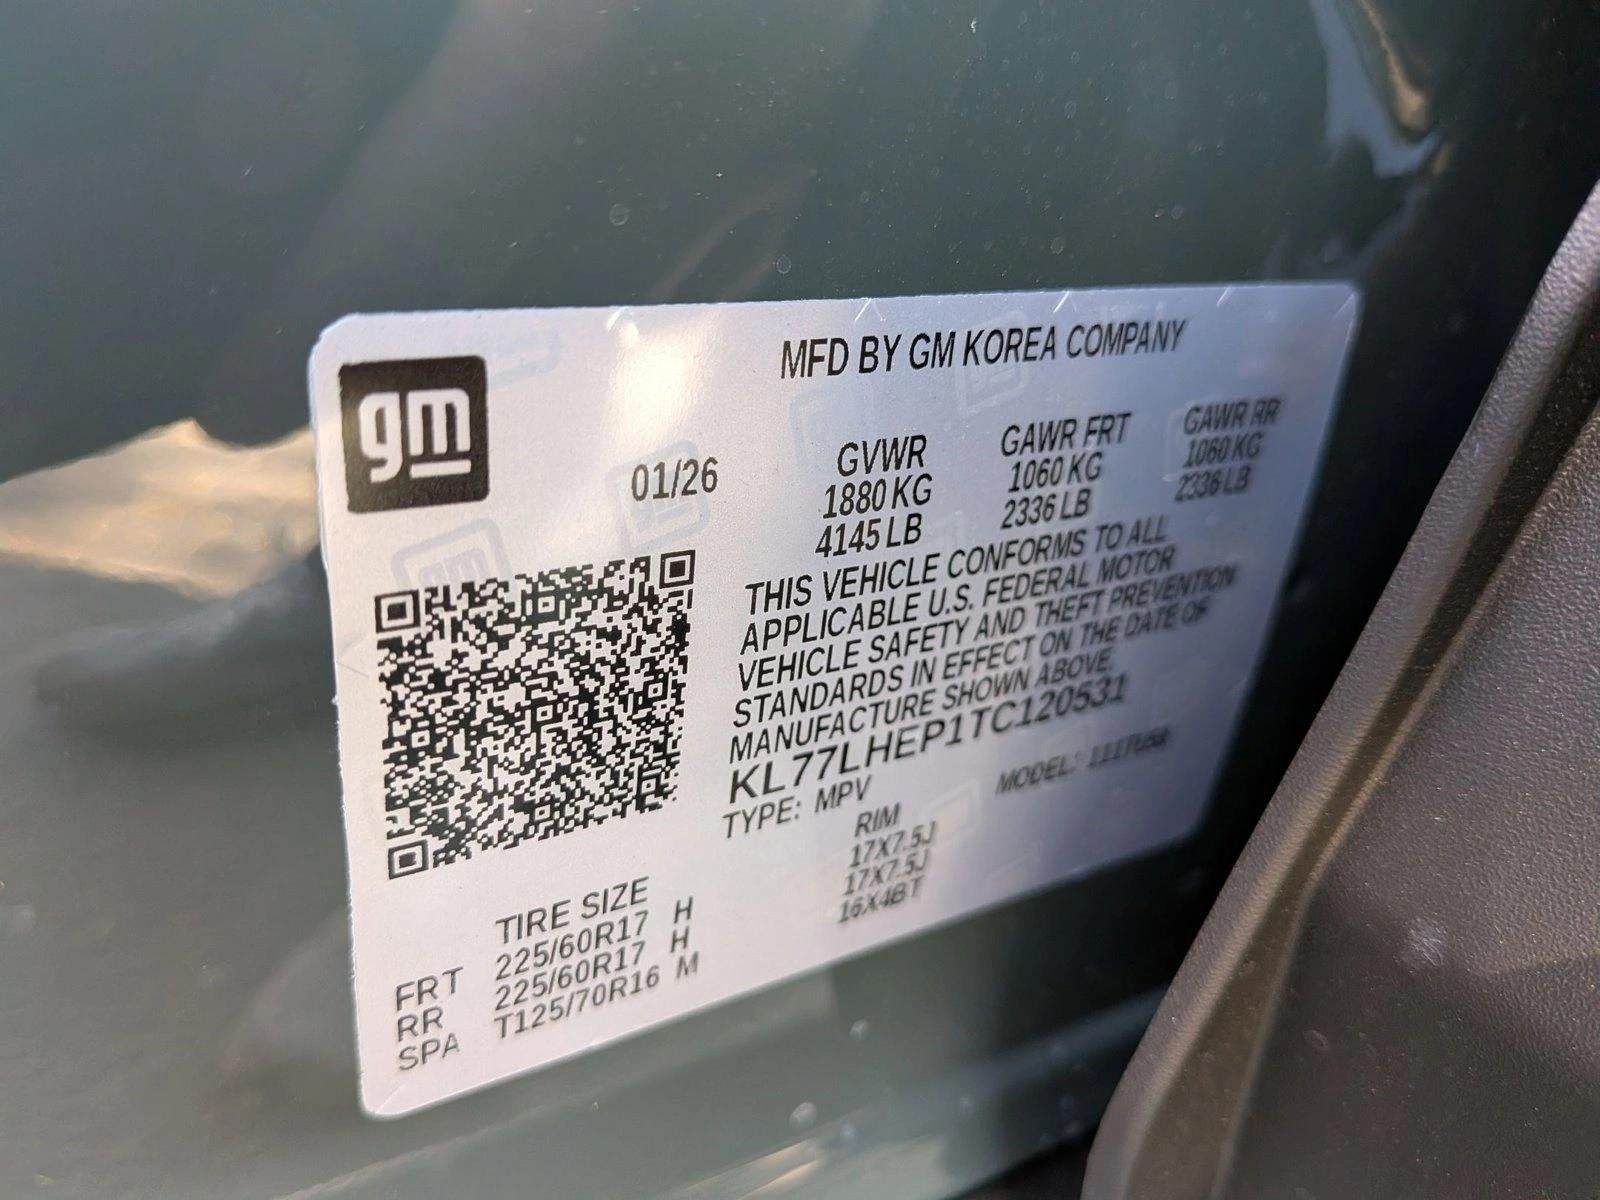 gm
MFD BY GM KOREA COMPANY
01/26
GVWR
1880 KG
4145 LB
GAWR FRT
1060 KG
2336 LB
GAWR RR
1060 KG
2336 LB
THIS VEHICLE CONFORMS TO ALL
APPLICABLE U.S. FEDERAL MOTOR
VEHICLE SAFETY AND THEFT PREVENTION
STANDARDS IN EFFECT ON THE DATE OF
MANUFACTURE SHOWN ABOVE.
KL77LHEP1TC120531
TYPE: MPV MODEL:
TIRE SIZE RIM
FRT 225/60R17 H 17X7.5J
RR 225/60R17 H 17X7.5J
SPA T125/70R16 M 16X4BT